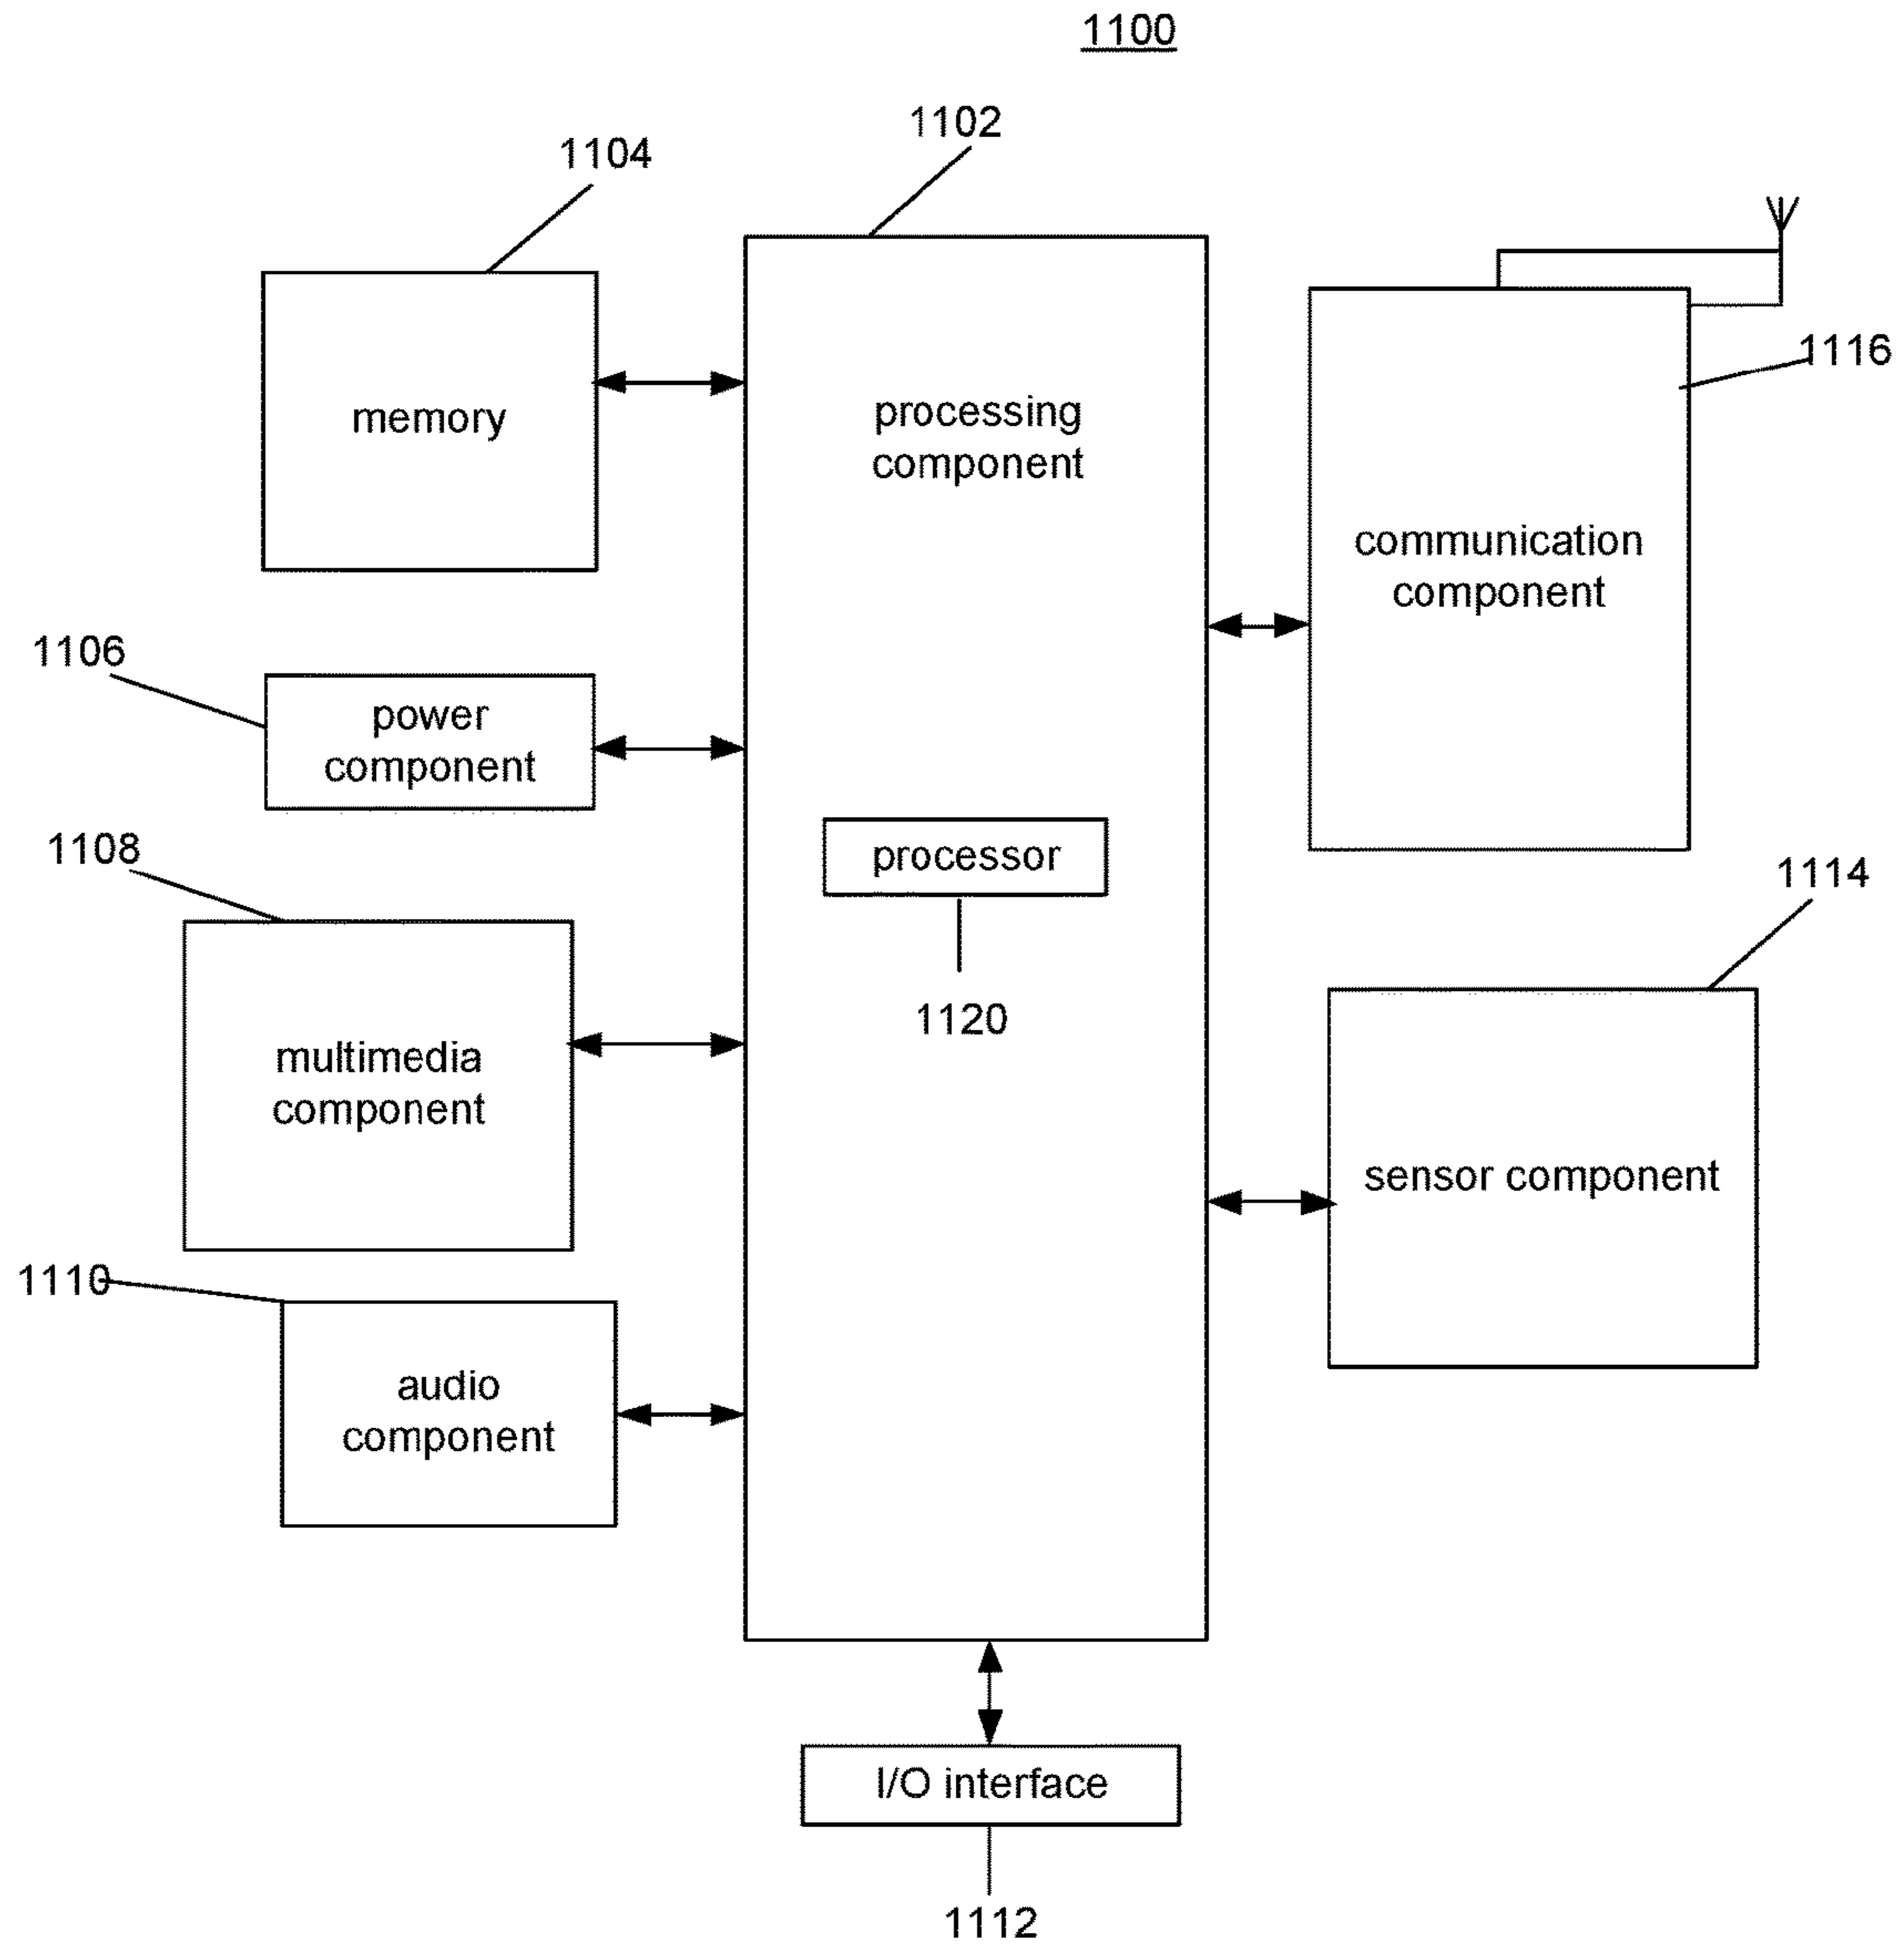 1100
1102
1104
1116
memory
processing
component
communication
component
1106
power
component
1108
processor
1114
1120
multimedia
component
sensor component
1110
audio
component
I/O interface
1112